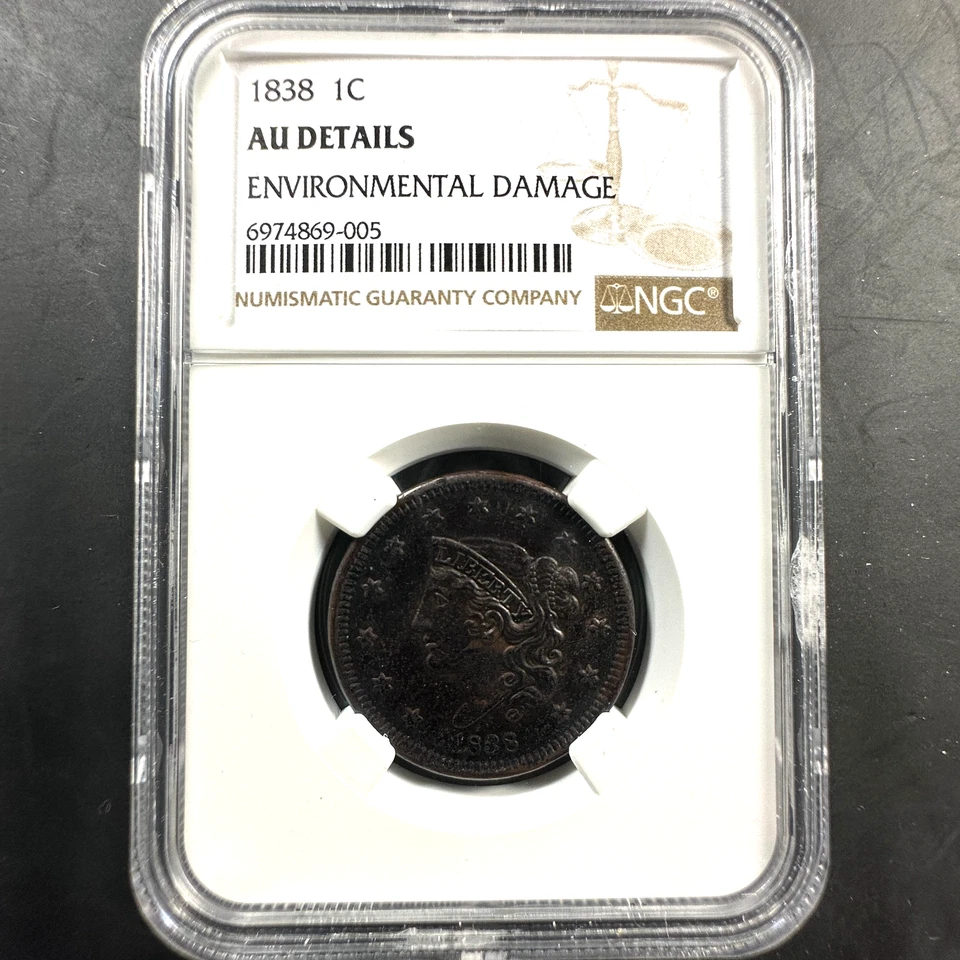 1838 1C
AU DETAILS
ENVIRONMENTAL DAMAGE
6974869-005
NUMISMATIC GUARANTY COMPANY
NGC®
LIBERTY
1838